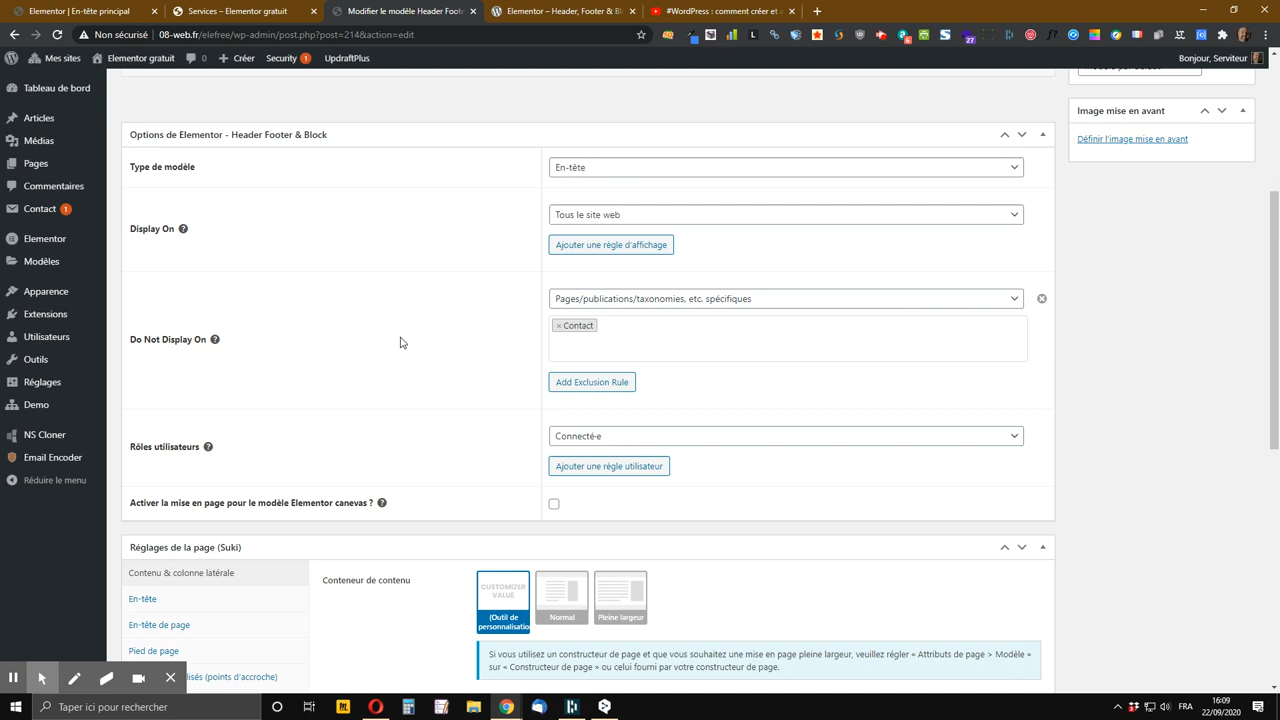 Elementor – En-tête principal
Services – Elementor gratuit
Modifier le modèle Header Foote
Elementor – Header, Footer & Bl
#WordPress : comment créer et a
Non sécurisé
08-web.fr/elefree/wp-admin/post.php?post=214&action=edit
Mes sites
Elementor gratuit
0
Créer
Security 1
UpdraftPlus
Bonjour, Serviteur
Tableau de bord
Articles
Médias
Pages
Commentaires
Contact 1
Elementor
Modèles
Apparence
Extensions
Utilisateurs
Outils
Réglages
Demo
NS Cloner
Email Encoder
Réduire le menu
Options de Elementor - Header Footer & Block
Type de modèle
En-tête
Display On
Tous le site web
Ajouter une règle d'affichage
Do Not Display On
Pages/publications/taxonomies, etc. spécifiques
× Contact
Add Exclusion Rule
Rôles utilisateurs
Connecté·e
Ajouter une règle utilisateur
Activer la mise en page pour le modèle Elementor canevas ?
Image mise en avant
Définir l'image mise en avant
Réglages de la page (Suki)
Contenu & colonne latérale
En-tête
En-tête de page
Pied de page
lisés (points d'accroche)
Conteneur de contenu
CUSTOMIZER
VALUE
(Outil de
personnalisation
Normal
Pleine largeur
Si vous utilisez un constructeur de page et que vous souhaitez une mise en page pleine largeur, veuillez régler « Attributs de page > Modèle »
sur « Constructeur de page » ou celui fourni par votre constructeur de page.
Taper ici pour rechercher
FRA
16:09
22/09/2020